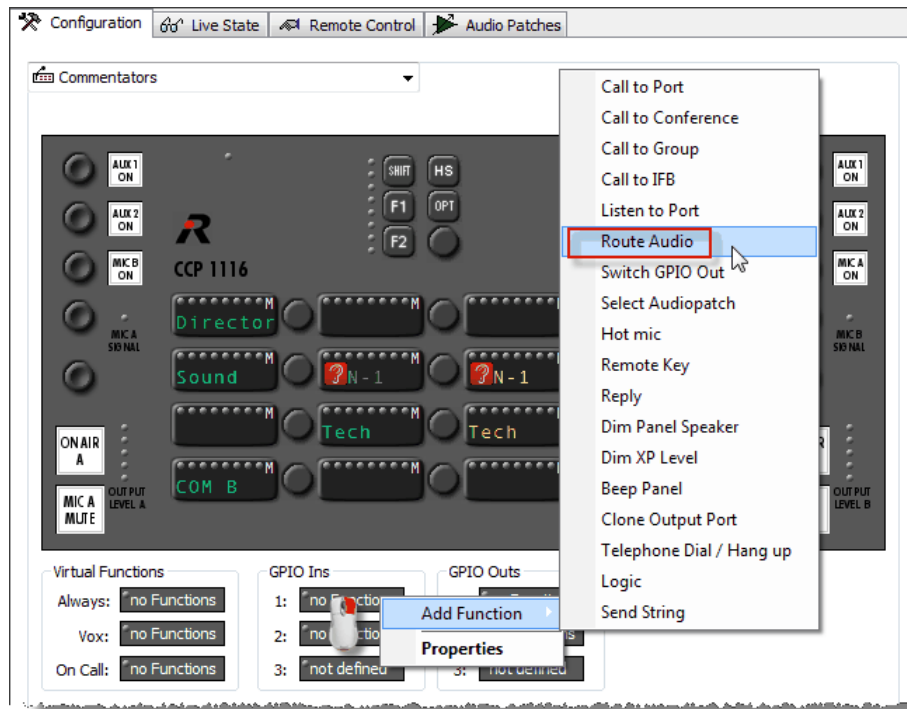 Configuration Live State Remote Control Audio Patches
Commentators
Call to Port
Call to Conference
Call to Group
Call to IFB
Listen to Port
Route Audio
Switch GPIO Out
Select Audiopatch
Hot mic
Remote Key
Reply
Dim Panel Speaker
Dim XP Level
Beep Panel
Clone Output Port
Telephone Dial / Hang up
Logic
Send String
AUX 1
ON
AUX 2
ON
MIC B
ON
MIC A
SIGNAL
SHIFT HS
F1 OPT
F2
R
CCP 1116
AUX 1
ON
AUX 2
ON
MIC A
ON
MIC B
SIGNAL
M M
Director
M M
Sound N-1 N-1
M M
Tech Tech
M M
COM B
ON AIR
A
MIC A
MUTE
OUTPUT
LEVEL A
R
OUTPUT
LEVEL B
Virtual Functions GPIO Ins GPIO Outs
Always: no Functions 1: no
Vox: no Functions 2: no
On Call: no Functions 3: not defined 3: not defined
Add Function
Properties